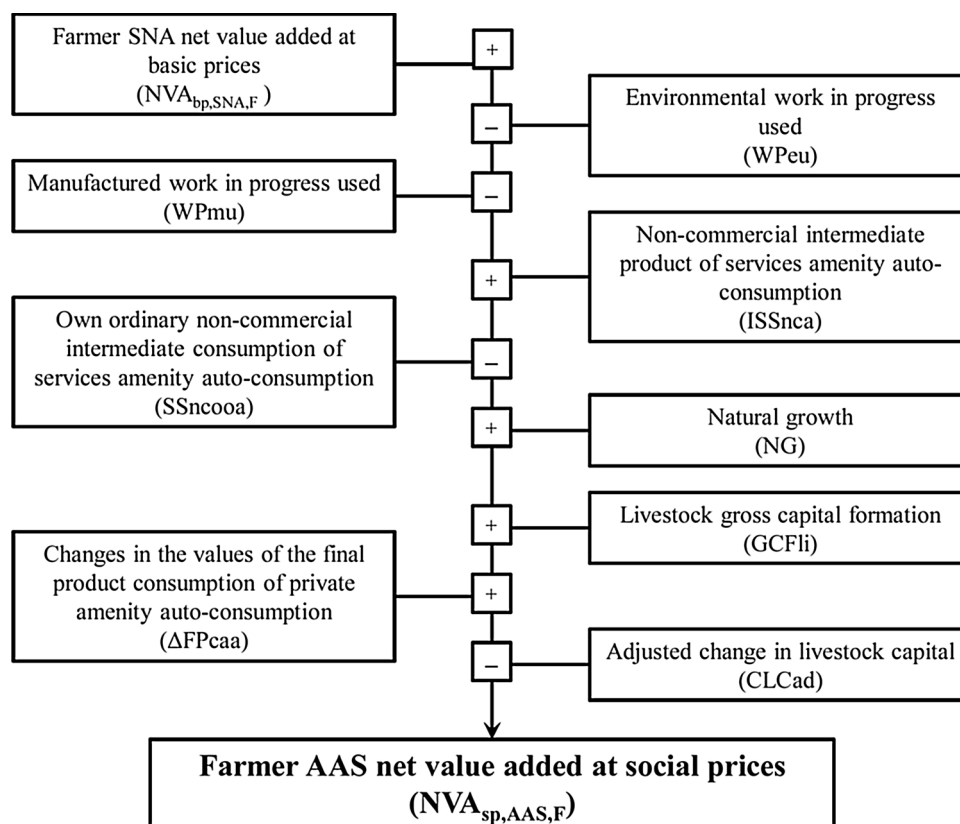 Farmer SNA net value added at
basic prices
(NVAbp,SNA,F )
+
–
Environmental work in progress
used
(WPeu)
Manufactured work in progress used
(WPmu)
–
Non-commercial intermediate
product of services amenity auto-
consumption
(ISSnca)
+
Own ordinary non-commercial
intermediate consumption of
services amenity auto-consumption
(SSncooa)
–
+
Natural growth
(NG)
+
Livestock gross capital formation
(GCFli)
Changes in the values of the final
product consumption of private
amenity auto-consumption
(ΔFPcaa)
+
–
Adjusted change in livestock capital
(CLCad)
Farmer AAS net value added at social prices
(NVAsp,AAS,F)